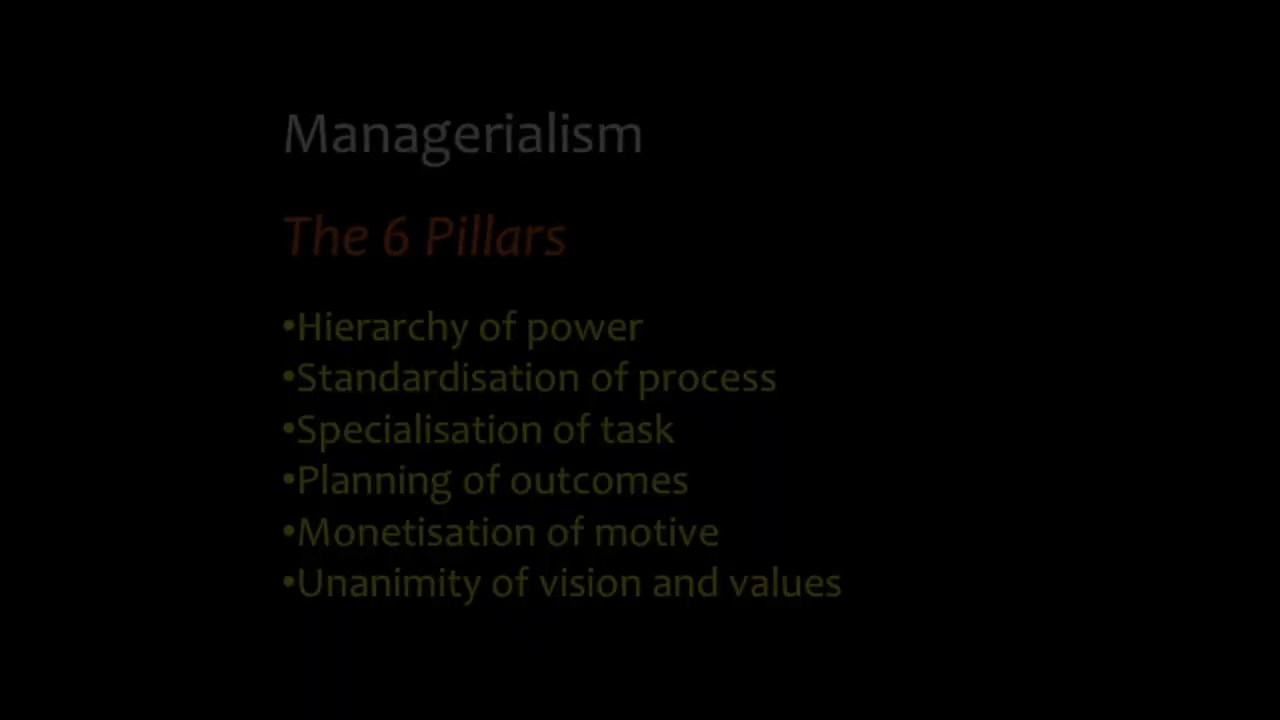 Managerialism
The 6 Pillars
•Hierarchy of power
•Standardisation of process
•Specialisation of task
•Planning of outcomes
•Monetisation of motive
•Unanimity of vision and values